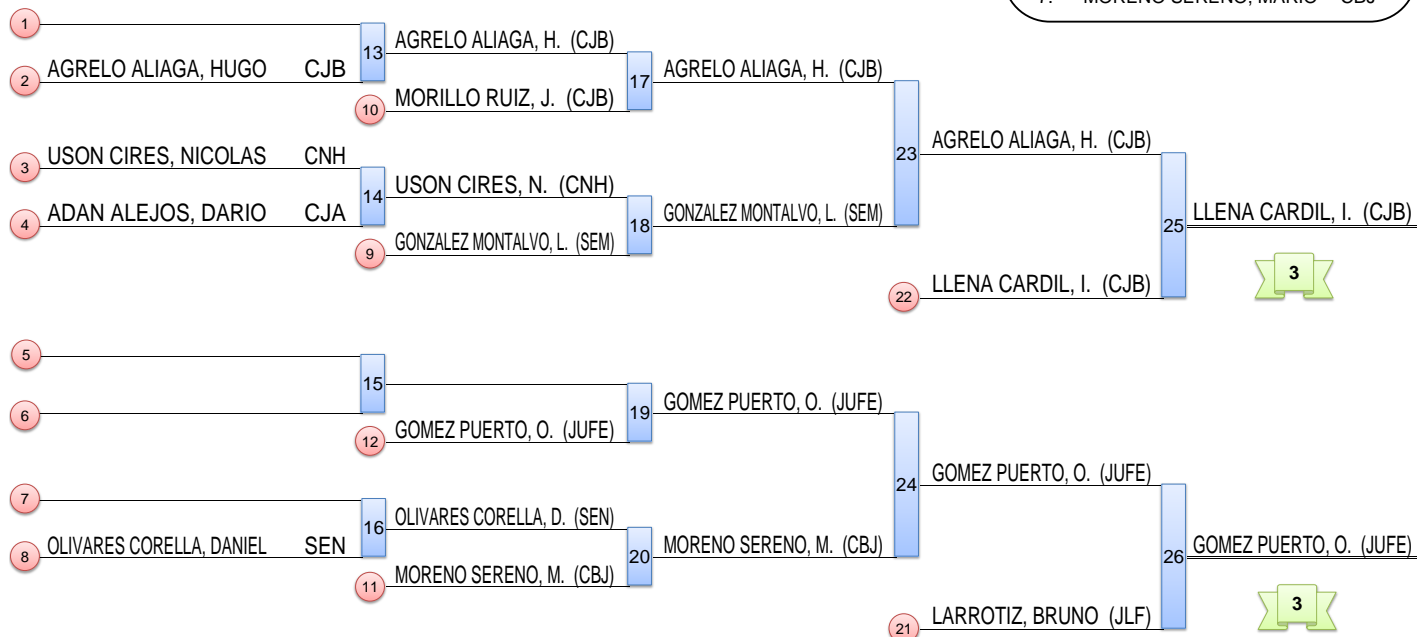 7. MORENO SERENO, MARIO CBJ
1
13 AGRELO ALIAGA, H. (CJB)
2 AGRELO ALIAGA, HUGO CJB
17 AGRELO ALIAGA, H. (CJB)
10 MORILLO RUIZ, J. (CJB)
23 AGRELO ALIAGA, H. (CJB)
3 USON CIRES, NICOLAS CNH
14 USON CIRES, N. (CNH)
4 ADAN ALEJOS, DARIO CJA
18 GONZALEZ MONTALVO, L. (SEM)
25 LLENA CARDIL, I. (CJB)
9 GONZALEZ MONTALVO, L. (SEM)
3
22 LLENA CARDIL, I. (CJB)
5
15
6
19 GOMEZ PUERTO, O. (JUFE)
12 GOMEZ PUERTO, O. (JUFE)
24 GOMEZ PUERTO, O. (JUFE)
7
16 OLIVARES CORELLA, D. (SEN)
8 OLIVARES CORELLA, DANIEL SEN
20 MORENO SERENO, M. (CBJ)
26 GOMEZ PUERTO, O. (JUFE)
11 MORENO SERENO, M. (CBJ)
3
21 LARROTIZ, BRUNO (JLF)